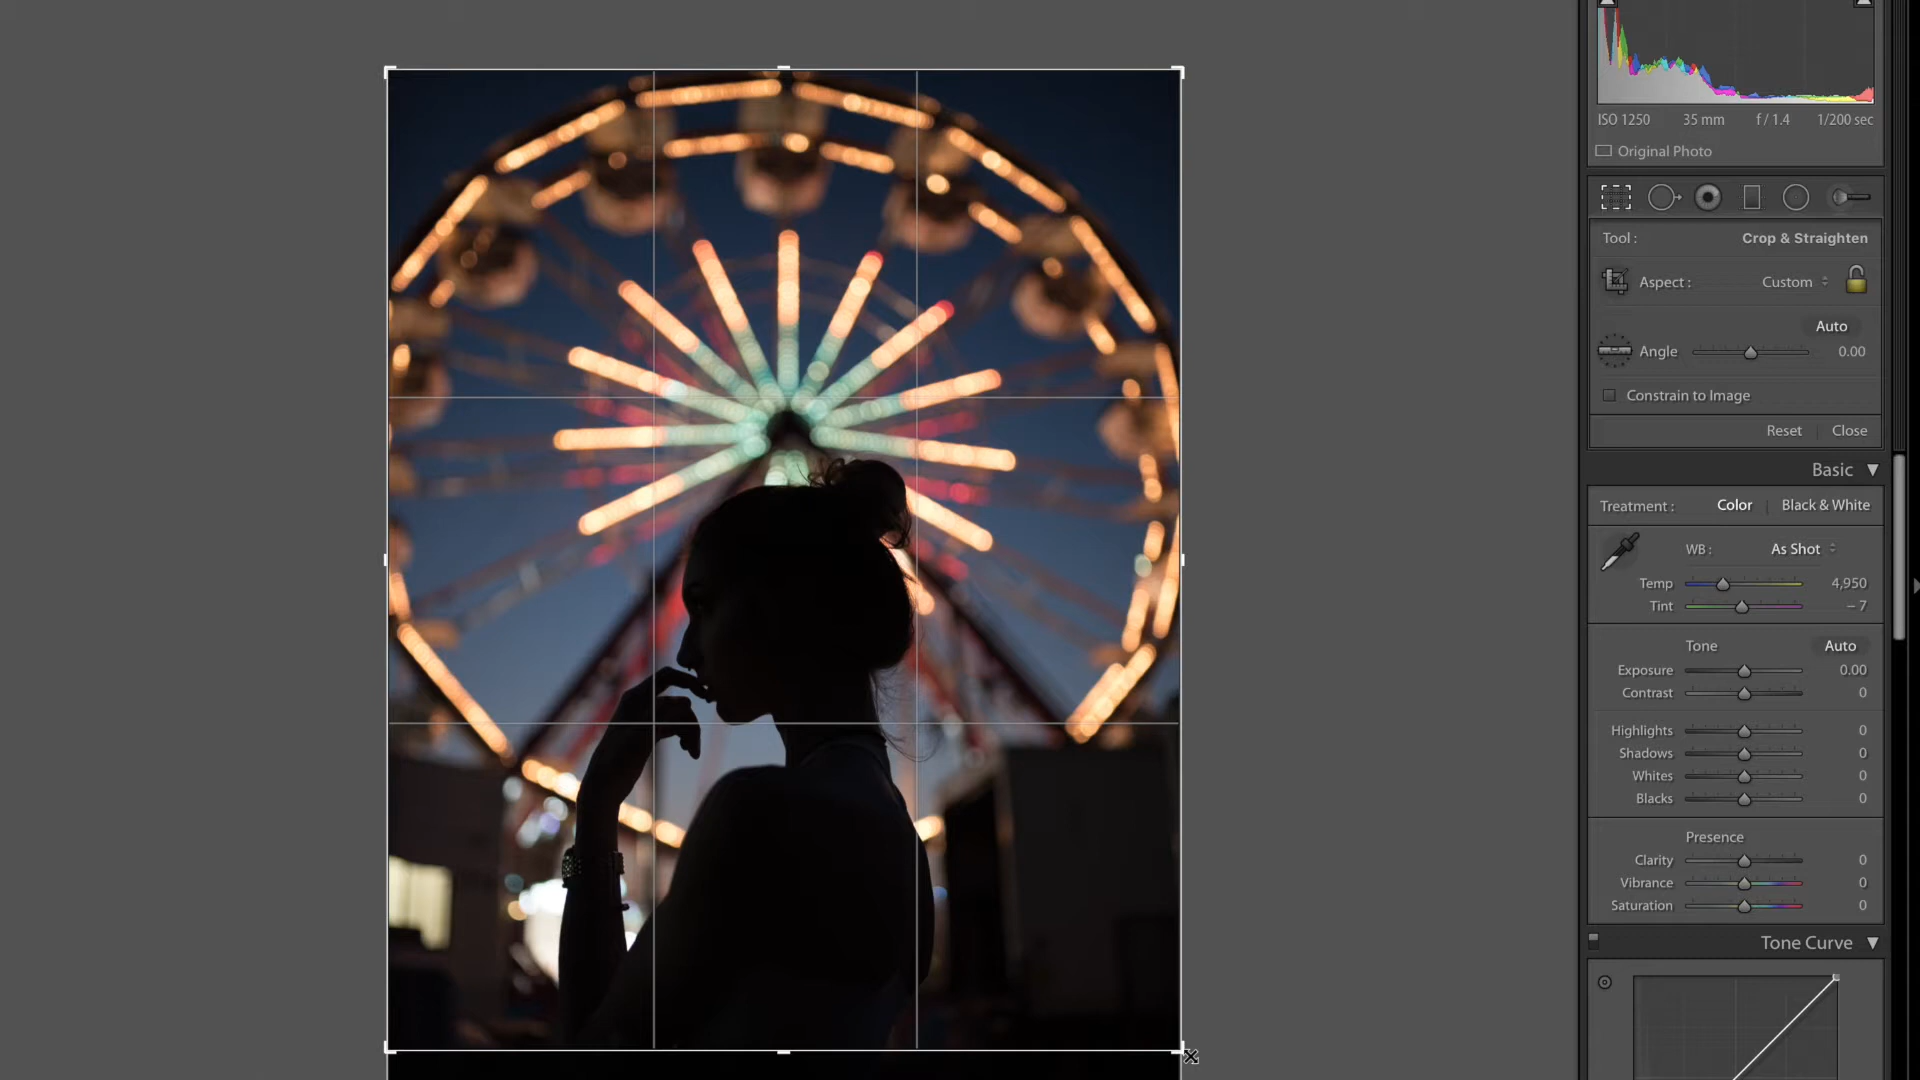 ISO 1250 35 mm f / 1.4 1/200 sec
Original Photo
Tool : Crop & Straighten
Aspect : Custom
Auto
Angle 0.00
Constrain to Image
Reset Close
Basic
Treatment : Color Black & White
WB : As Shot
Temp 4,950
Tint – 7
Tone Auto
Exposure 0.00
Contrast 0
Highlights 0
Shadows 0
Whites 0
Blacks 0
Presence
Clarity 0
Vibrance 0
Saturation 0
Tone Curve